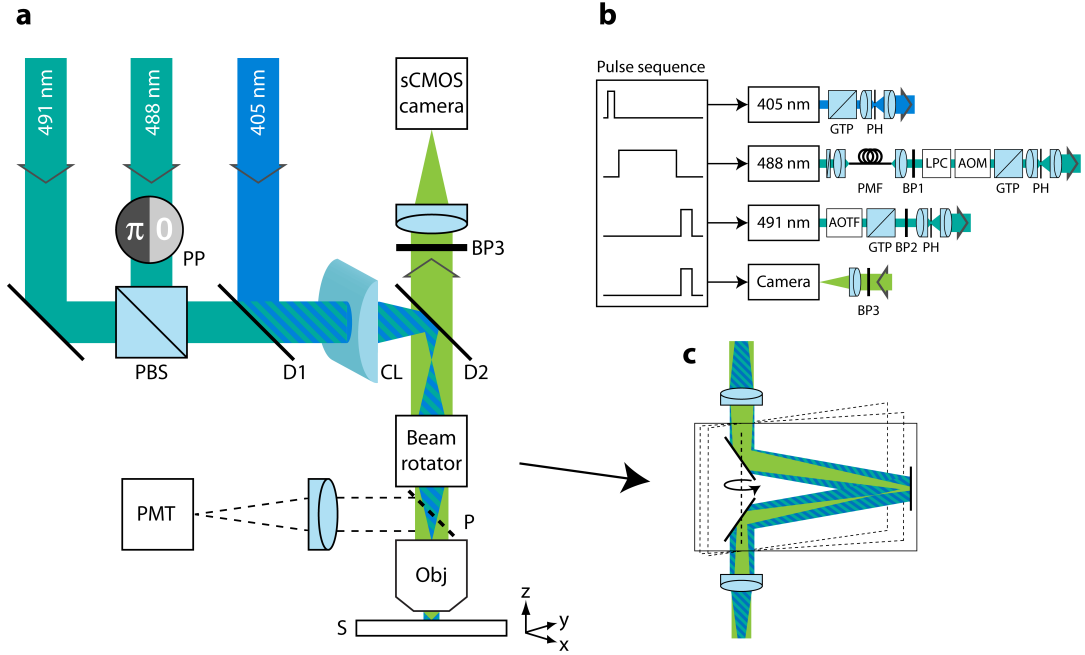 a
491 nm
488 nm
405 nm
sCMOS
camera
π 0
PP
BP3
PBS
D1
CL
D2
Beam
rotator
PMT
P
Obj
S
z
y
x
b
Pulse sequence
405 nm
GTP
PH
488 nm
PMF
BP1
LPC
AOM
GTP
PH
491 nm
AOTF
GTP
BP2
PH
Camera
BP3
c